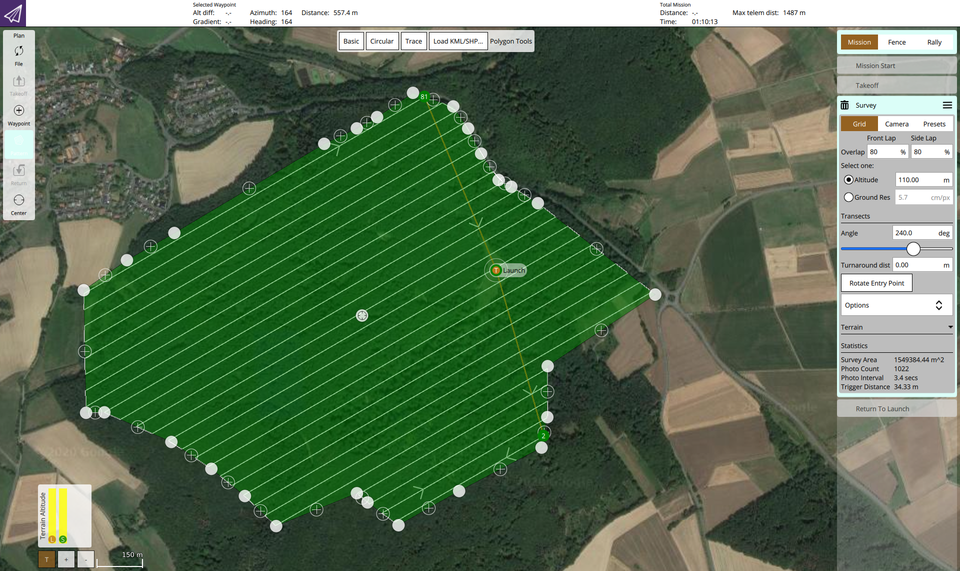 Selected Waypoint
Alt diff: -.- Azimuth: 164 Distance: 557.4 m
Gradient: -.- Heading: 164
Total Mission
Distance: -.- Max telem dist: 1487 m
Time: 01:10:13
Plan
File
Takeoff
Waypoint
Return
Center
Basic Circular Trace Load KML/SHP... Polygon Tools
81
Launch
2
Terrain Altitude
L S
T + -
150 m
Mission Fence Rally
Mission Start
Takeoff
Survey
Grid Camera Presets
Front Lap Side Lap
Overlap 80 % 80 %
Select one:
Altitude 110.00 m
Ground Res 5.7 cm/px
Transects
Angle 240.0 deg
Turnaround dist 0.00 m
Rotate Entry Point
Options
Terrain
Statistics
Survey Area 1549384.44 m^2
Photo Count 1022
Photo Interval 3.4 secs
Trigger Distance 34.33 m
Return To Launch